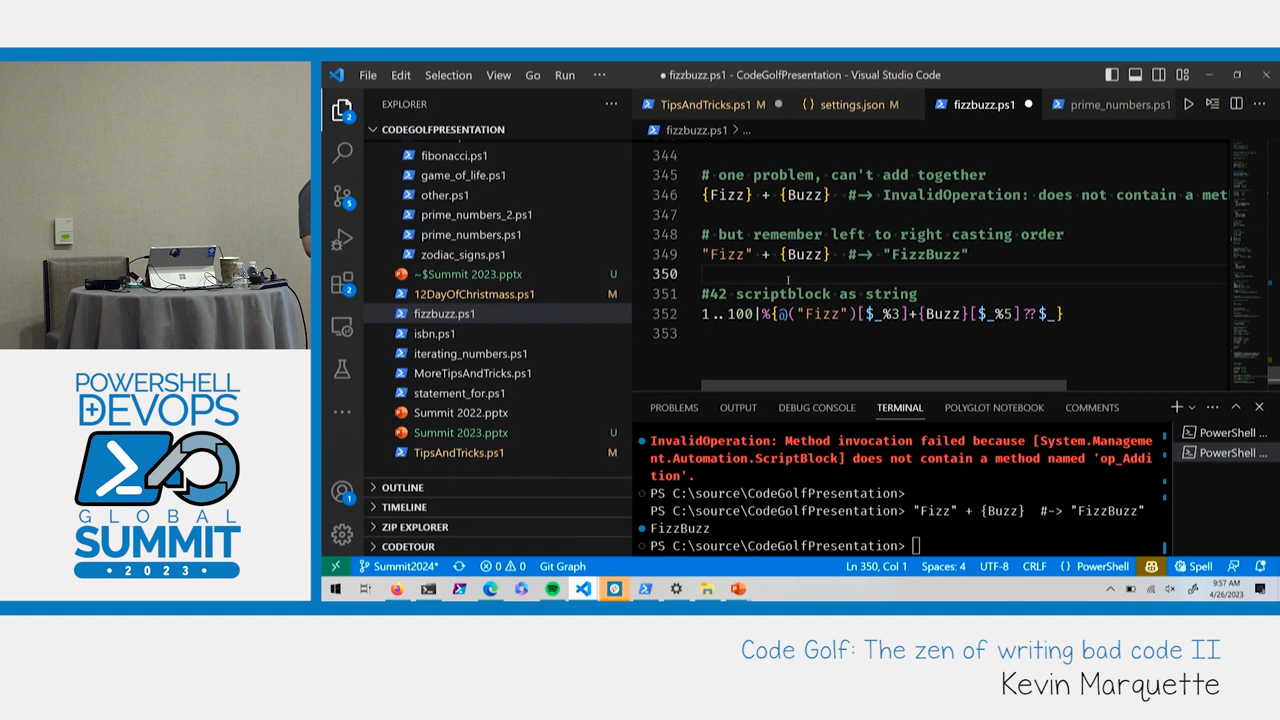 File Edit Selection View Go Run ···
fizzbuzz.ps1 - CodeGolfPresentation - Visual Studio Code
EXPLORER
CODEGOLFPRESENTATION
fibonacci.ps1
game_of_life.ps1
other.ps1
prime_numbers_2.ps1
prime_numbers.ps1
zodiac_signs.ps1
~$Summit 2023.pptx U
12DayOfChristmass.ps1 M
fizzbuzz.ps1
isbn.ps1
iterating_numbers.ps1
MoreTipsAndTricks.ps1
statement_for.ps1
Summit 2022.pptx
Summit 2023.pptx U
TipsAndTricks.ps1 M
OUTLINE
TIMELINE
ZIP EXPLORER
CODETOUR
TipsAndTricks.ps1 M
settings.json M
fizzbuzz.ps1
prime_numbers.ps1
fizzbuzz.ps1 > ...
344
345 # one problem, can't add together
346 {Fizz} + {Buzz} #-> InvalidOperation: does not contain a met
347
348 # but remember left to right casting order
349 "Fizz" + {Buzz} #-> "FizzBuzz"
350
351 #42 scriptblock as string
352 1..100|%{@("Fizz")[$_%3]+{Buzz}[$_%5]??$_}
353
PROBLEMS OUTPUT DEBUG CONSOLE TERMINAL POLYGLOT NOTEBOOK COMMENTS
InvalidOperation: Method invocation failed because [System.Manageme
nt.Automation.ScriptBlock] does not contain a method named 'op_Addi
tion'.
PS C:\source\CodeGolfPresentation>
PS C:\source\CodeGolfPresentation> "Fizz" + {Buzz} #-> "FizzBuzz"
FizzBuzz
PS C:\source\CodeGolfPresentation>
PowerShell ...
PowerShell ...
Summit2024* 0 0 Git Graph Ln 350, Col 1 Spaces: 4 UTF-8 CRLF {} PowerShell Spell
9:57 AM
4/26/2023
POWERSHELL
+DEVOPS
GLOBAL
SUMMIT
• 2023 •
Code Golf: The zen of writing bad code II
Kevin Marquette